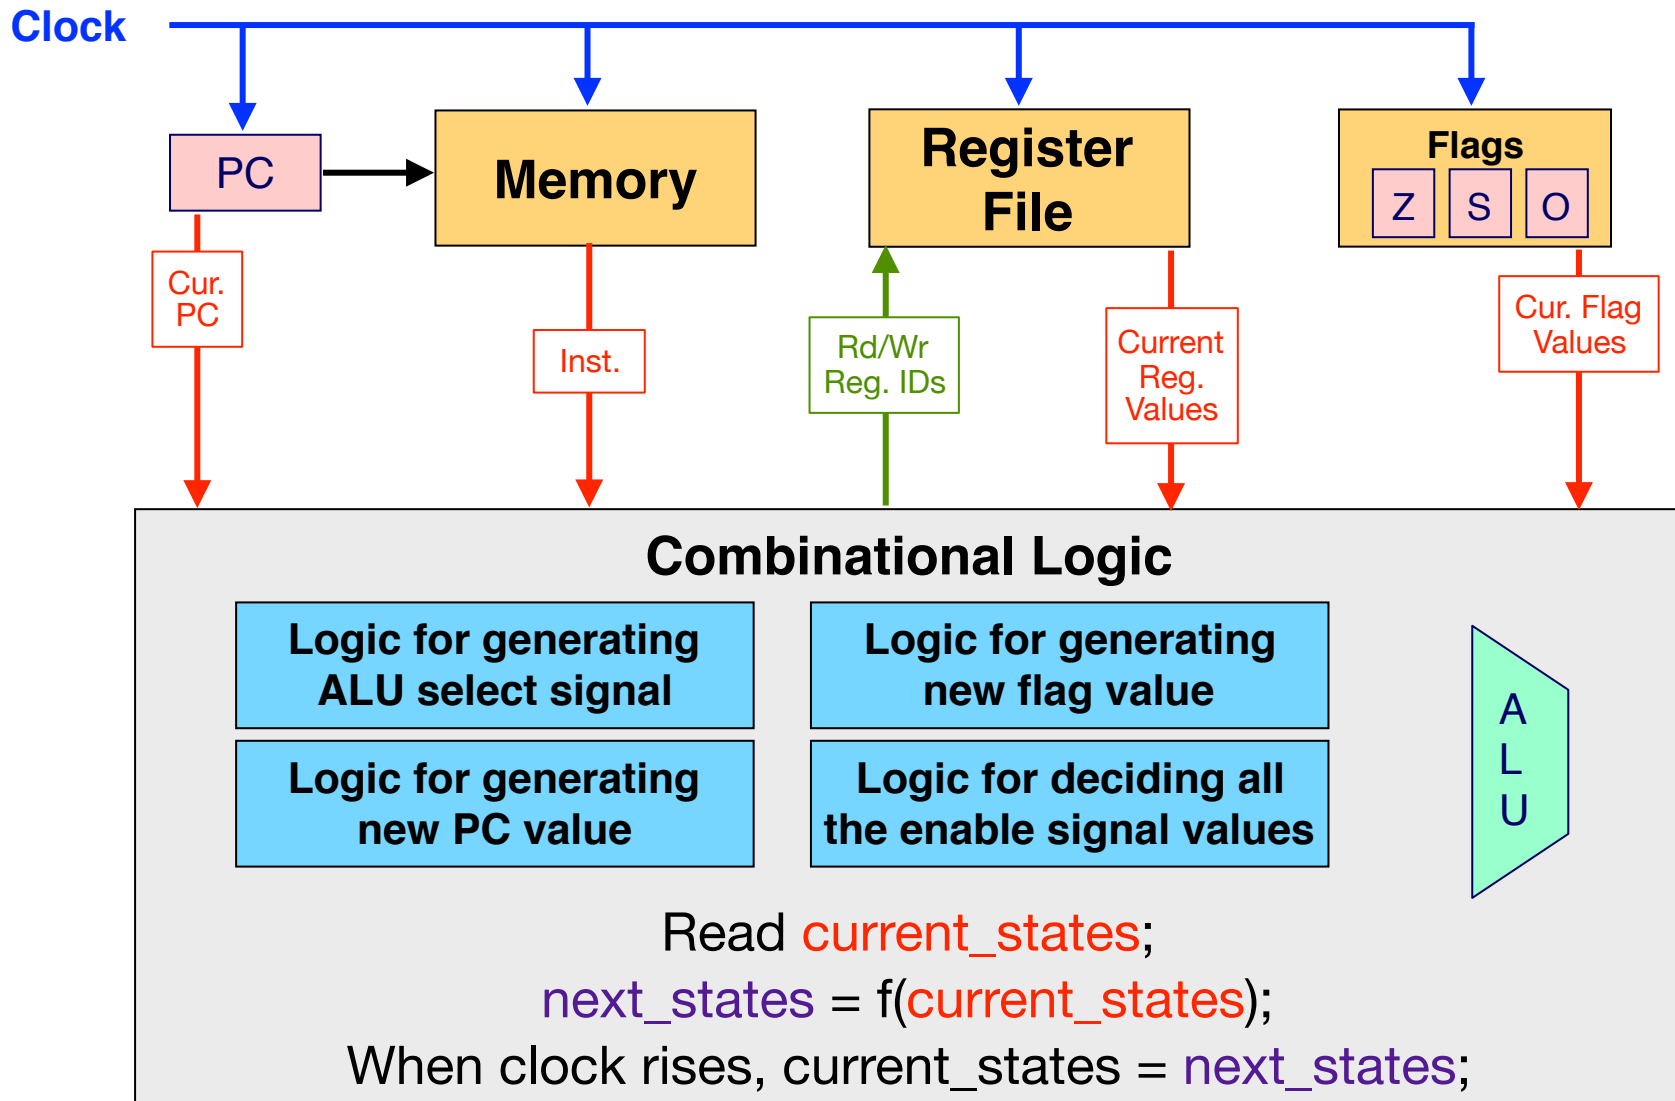 Clock
PC
Memory
Register
File
Flags
Z S O
Cur.
PC
Inst.
Rd/Wr
Reg. IDs
Current
Reg.
Values
Cur. Flag
Values
Combinational Logic
Logic for generating
ALU select signal
Logic for generating
new flag value
Logic for generating
new PC value
Logic for deciding all
the enable signal values
A
L
U
Read current_states;
next_states = f(current_states);
When clock rises, current_states = next_states;